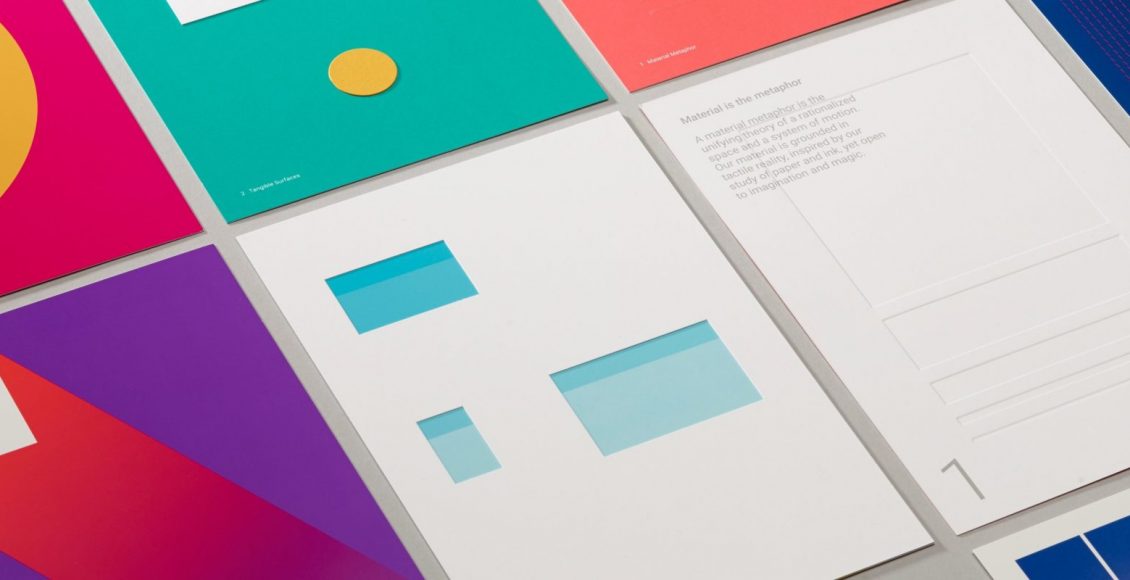 1 Material Metaphor
Material is the metaphor
A material metaphor is the
unifying theory of a rationalized
space and a system of motion.
Our material is grounded in
tactile reality, inspired by our
study of paper and ink, yet open
to imagination and magic.
2 Tangible Surfaces
1